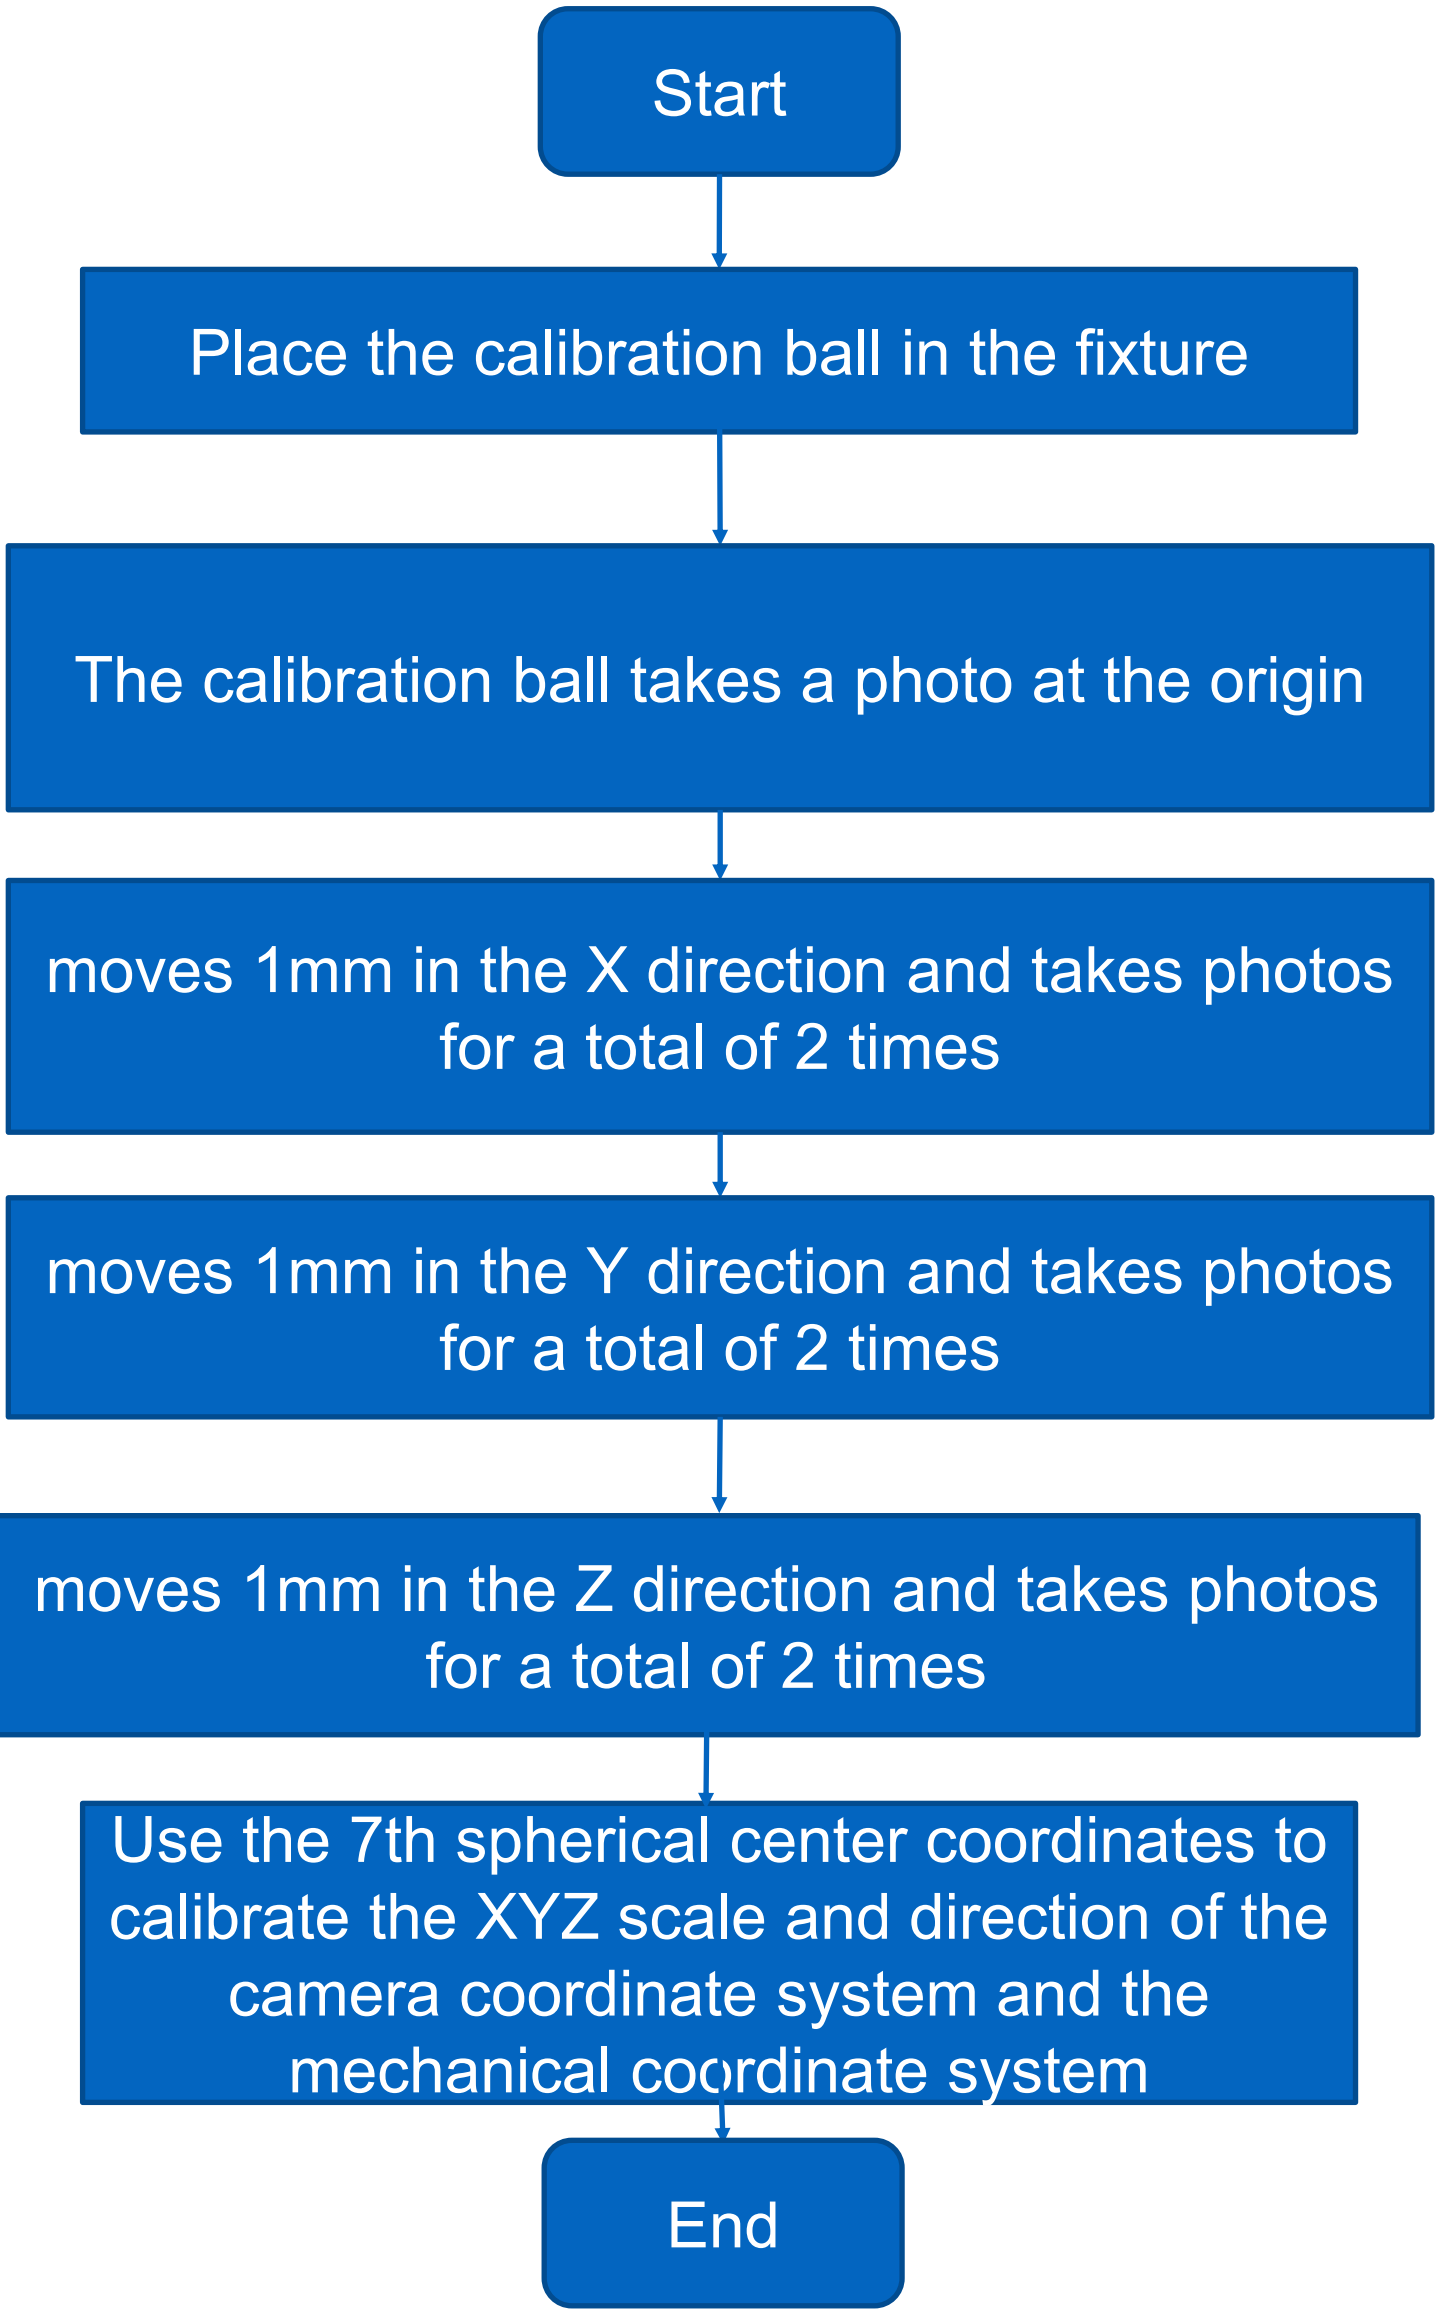 Start
Place the calibration ball in the fixture
The calibration ball takes a photo at the origin
moves 1mm in the X direction and takes photos
for a total of 2 times
moves 1mm in the Y direction and takes photos
for a total of 2 times
moves 1mm in the Z direction and takes photos
for a total of 2 times
Use the 7th spherical center coordinates to
calibrate the XYZ scale and direction of the
camera coordinate system and the
mechanical coordinate system
End